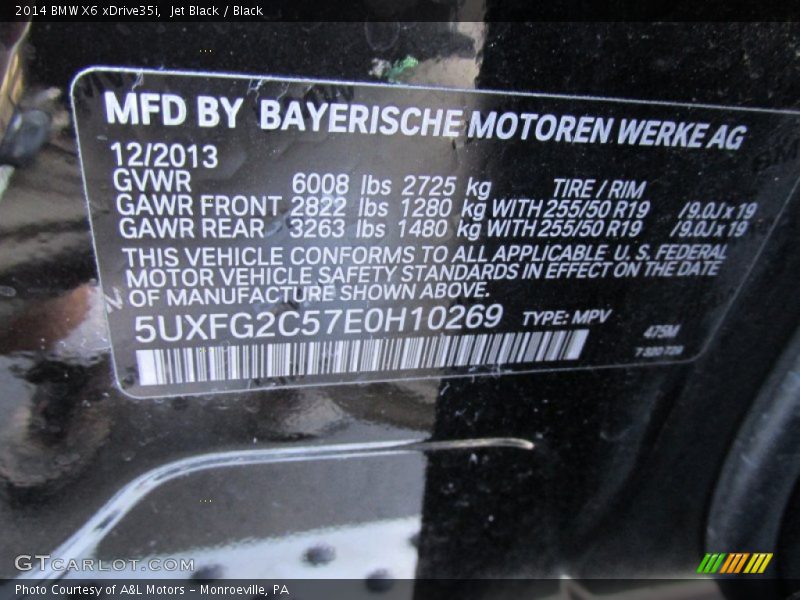 2014 BMW X6 xDrive35i, Jet Black / Black
MFD BY BAYERISCHE MOTOREN WERKE AG
12/2013
GVWR 6008 lbs 2725 kg TIRE / RIM
GAWR FRONT 2822 lbs 1280 kg WITH 255/50 R19 /9.0J x 19
GAWR REAR 3263 lbs 1480 kg WITH 255/50 R19 /9.0J x 19
THIS VEHICLE CONFORMS TO ALL APPLICABLE U. S. FEDERAL
MOTOR VEHICLE SAFETY STANDARDS IN EFFECT ON THE DATE
OF MANUFACTURE SHOWN ABOVE.
5UXFG2C57E0H10269 TYPE: MPV
475M
GTCARLOT.COM
Photo Courtesy of A&L Motors – Monroeville, PA